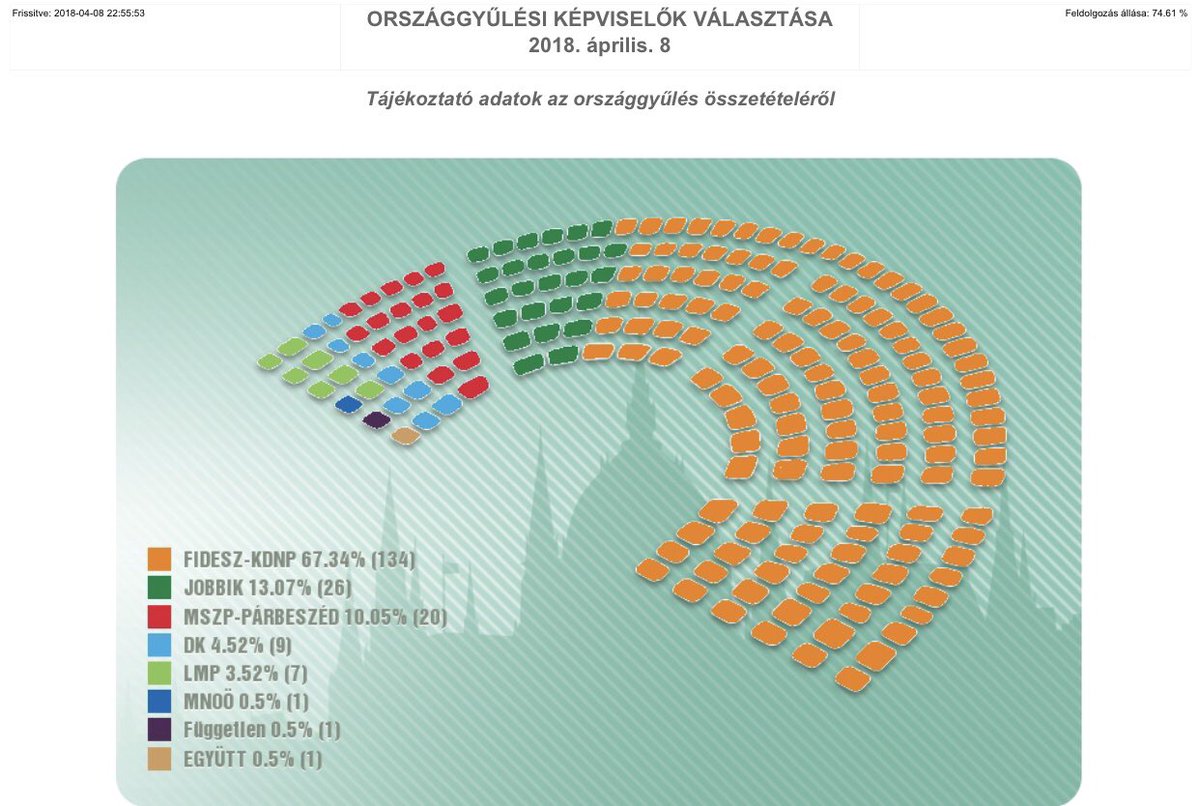 Frissitve: 2018-04-08 22:55:53
ORSZÁGGYŰLÉSI KÉPVISELŐK VÁLASZTÁSA
2018. április. 8
Feldolgozás állása: 74.61 %
Tájékoztató adatok az országgyűlés összetételéről
FIDESZ-KDNP 67.34% (134)
JOBBIK 13.07% (26)
MSZP-PÁRBESZÉD 10.05% (20)
DK 4.52% (9)
LMP 3.52% (7)
MNOÖ 0.5% (1)
Független 0.5% (1)
EGYÜTT 0.5% (1)